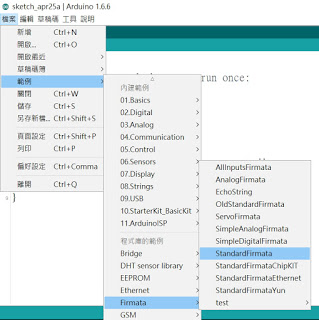 sketch_apr25a | Arduino 1.6.6
檔案 編輯 草稿碼 工具 說明
新增 Ctrl+N
開啟... Ctrl+O
開啟最近
草稿碼簿
範例
關閉 Ctrl+W
儲存 Ctrl+S
另存新檔... Ctrl+Shift+S
頁面設定 Ctrl+Shift+P
列印 Ctrl+P
偏好設定 Ctrl+Comma
離開 Ctrl+Q
run once:
}
內建範例
01.Basics
02.Digital
03.Analog
04.Communication
05.Control
06.Sensors
07.Display
08.Strings
09.USB
10.StarterKit_BasicKit
11.ArduinoISP
程式庫的範例
Bridge
DHT sensor library
EEPROM
Ethernet
Firmata
GSM
AllInputsFirmata
AnalogFirmata
EchoString
OldStandardFirmata
ServoFirmata
SimpleAnalogFirmata
SimpleDigitalFirmata
StandardFirmata
StandardFirmataChipKIT
StandardFirmataEthernet
StandardFirmataYun
test